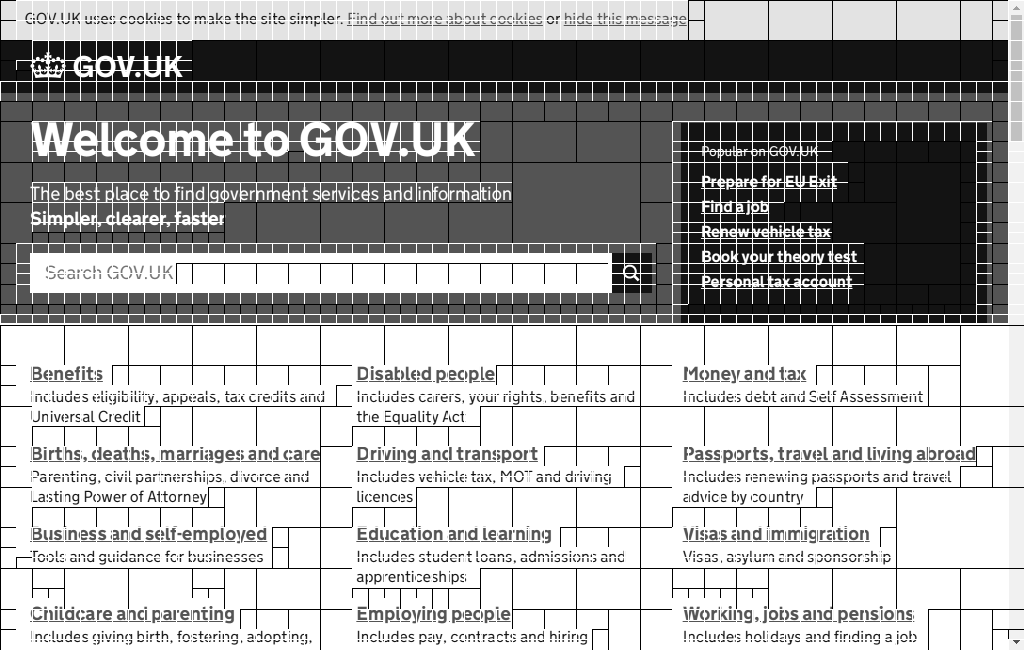 GOV.UK uses cookies to make the site simpler. Find out more about cookies or hide this message
GOV.UK
Welcome to GOV.UK
The best place to find government services and information
Simpler, clearer, faster
Search GOV.UK
Popular on GOV.UK
Prepare for EU Exit
Find a job
Renew vehicle tax
Book your theory test
Personal tax account
Benefits
Includes eligibility, appeals, tax credits and
Universal Credit
Disabled people
Includes carers, your rights, benefits and
the Equality Act
Money and tax
Includes debt and Self Assessment
Births, deaths, marriages and care
Parenting, civil partnerships, divorce and
Lasting Power of Attorney
Driving and transport
Includes vehicle tax, MOT and driving
licences
Passports, travel and living abroad
Includes renewing passports and travel
advice by country
Business and self-employed
Tools and guidance for businesses
Education and learning
Includes student loans, admissions and
apprenticeships
Visas and immigration
Visas, asylum and sponsorship
Childcare and parenting
Includes giving birth, fostering, adopting,
Employing people
Includes pay, contracts and hiring
Working, jobs and pensions
Includes holidays and finding a job